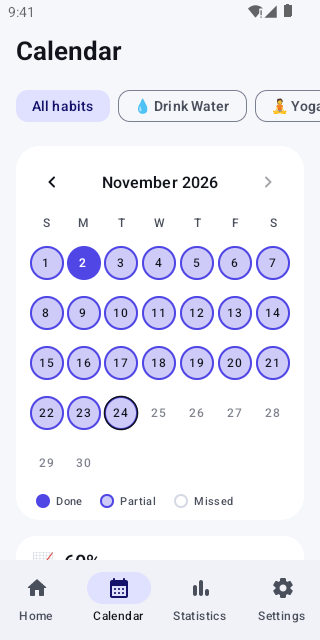 9:41
Calendar
All habits
💧 Drink Water
🧘 Yoga
November 2026
S M T W T F S
1 2 3 4 5 6 7
8 9 10 11 12 13 14
15 16 17 18 19 20 21
22 23 24 25 26 27 28
29 30
Done Partial Missed
60%
Home Calendar Statistics Settings